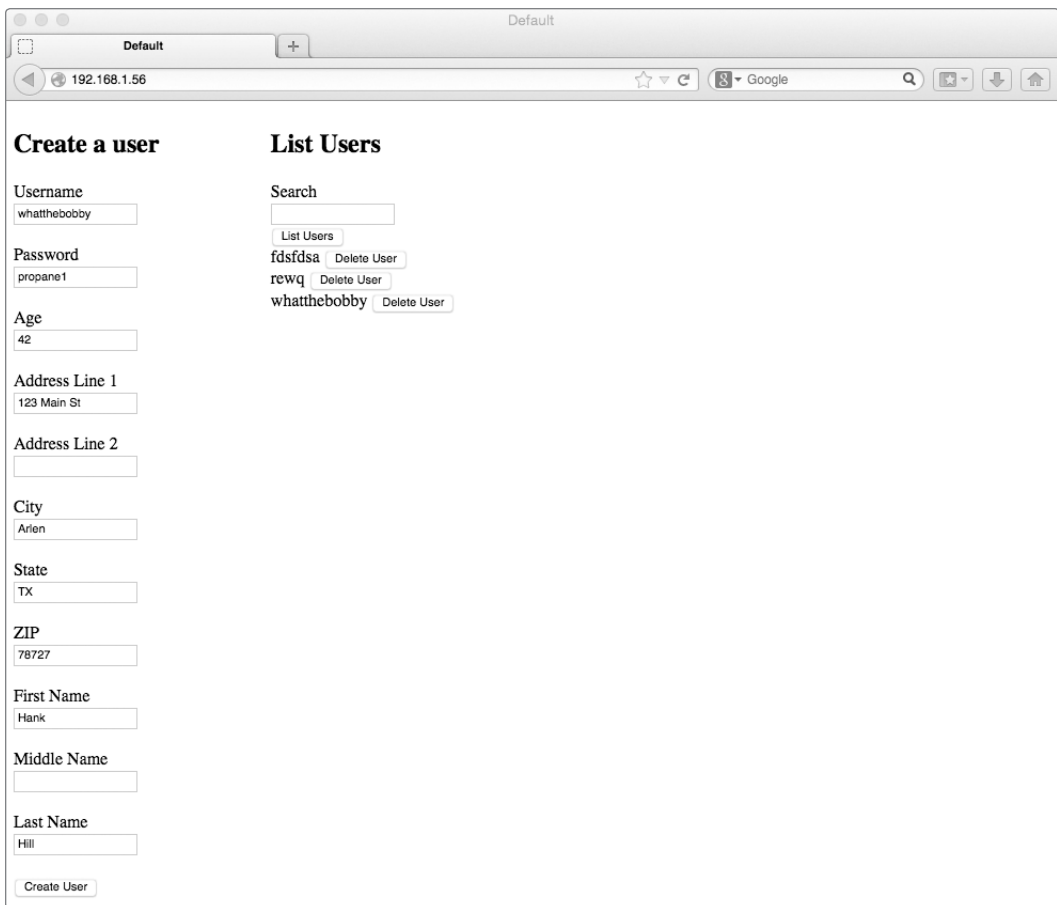 Default
Default
192.168.1.56
8 Google
Create a user
Username
whatthebobby
Password
propane1
Age
42
Address Line 1
123 Main St
Address Line 2
City
Arlen
State
TX
ZIP
78727
First Name
Hank
Middle Name
Last Name
Hill
Create User
List Users
Search
List Users
fdsfdsa Delete User
rewq Delete User
whatthebobby Delete User